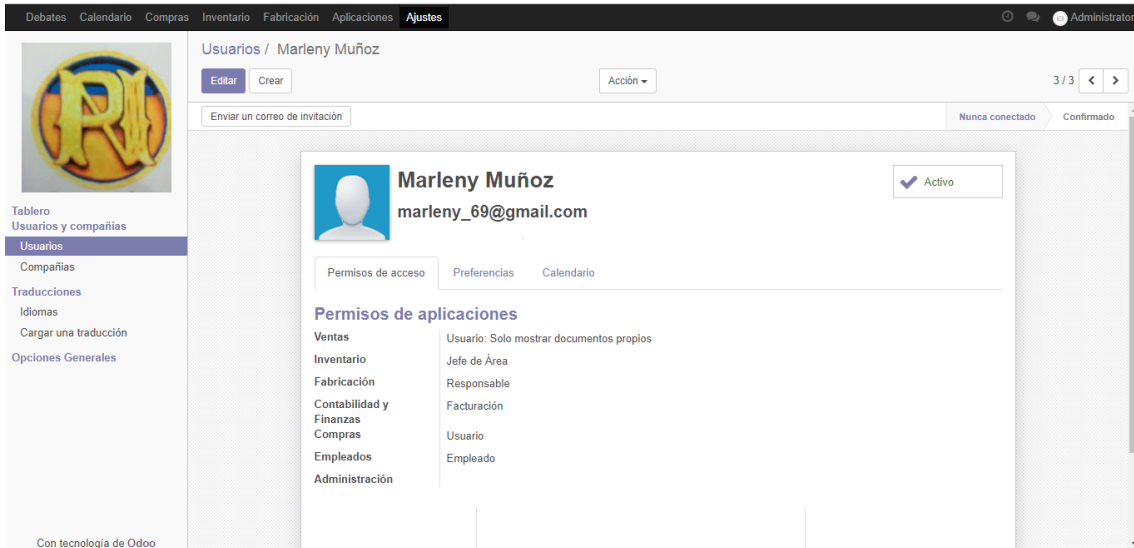 Debates Calendario Compras Inventario Fabricación Aplicaciones Ajustes Administrator
Usuarios / Marleny Muñoz
Editar Crear Acción 3 / 3
Enviar un correo de invitación Nunca conectado Confirmado
RI
Marleny Muñoz
Activo
marleny_69@gmail.com
Tablero
Usuarios y compañias
Usuarios
Compañias
Traducciones
Idiomas
Cargar una traducción
Opciones Generales
Permisos de acceso Preferencias Calendario
Permisos de aplicaciones
Ventas Usuario: Solo mostrar documentos propios
Inventario Jefe de Área
Fabricación Responsable
Contabilidad y Finanzas Facturación
Compras Usuario
Empleados Empleado
Administración
Con tecnología de Odoo